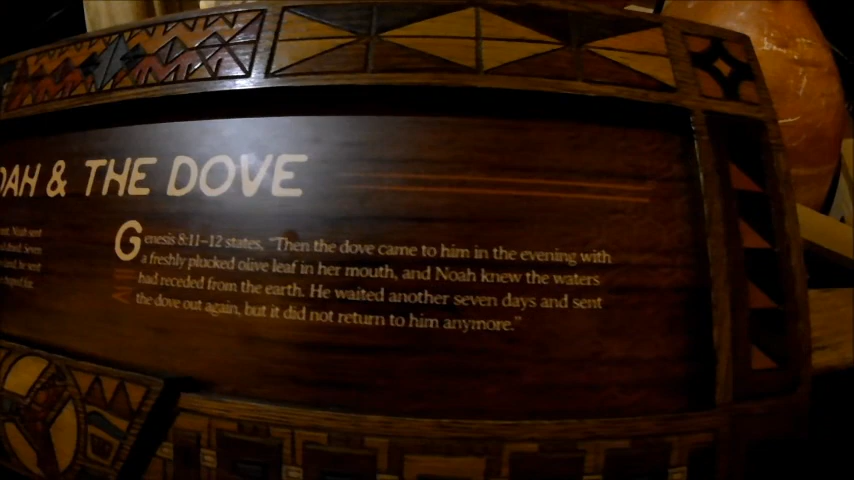 OAH & THE DOVE
Genesis 8:11–12 states, "Then the dove came to him in the evening with
a freshly plucked olive leaf in her mouth, and Noah knew the waters
had receded from the earth. He waited another seven days and sent
the dove out again, but it did not return to him anymore."